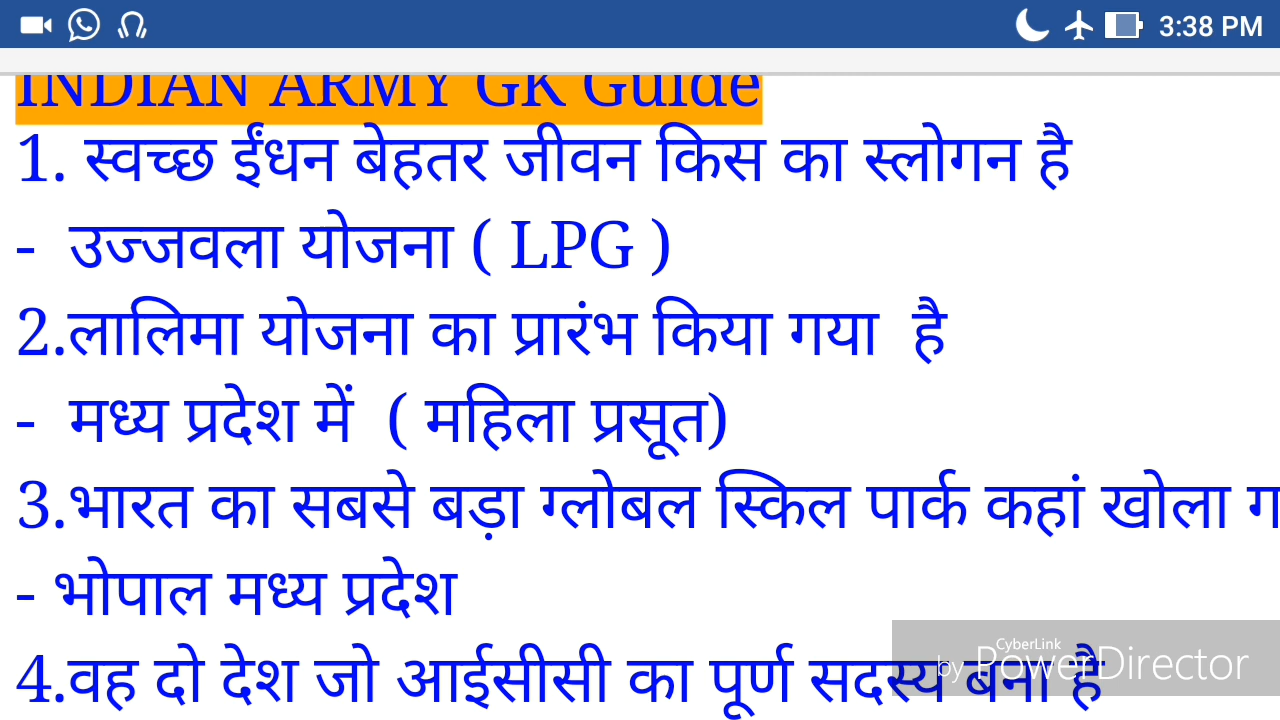 3:38 PM
INDIAN ARMY GK Guide
1. स्वच्छ ईंधन बेहतर जीवन किस का स्लोगन है
- उज्जवला योजना ( LPG )
2.लालिमा योजना का प्रारंभ किया गया है
- मध्य प्रदेश में ( महिला प्रसूत)
3.भारत का सबसे बड़ा ग्लोबल स्किल पार्क कहां खोला
- भोपाल मध्य प्रदेश
4.वह दो देश जो आईसीसी का पूर्ण सदस्य बना है
CyberLink
by PowerDirector